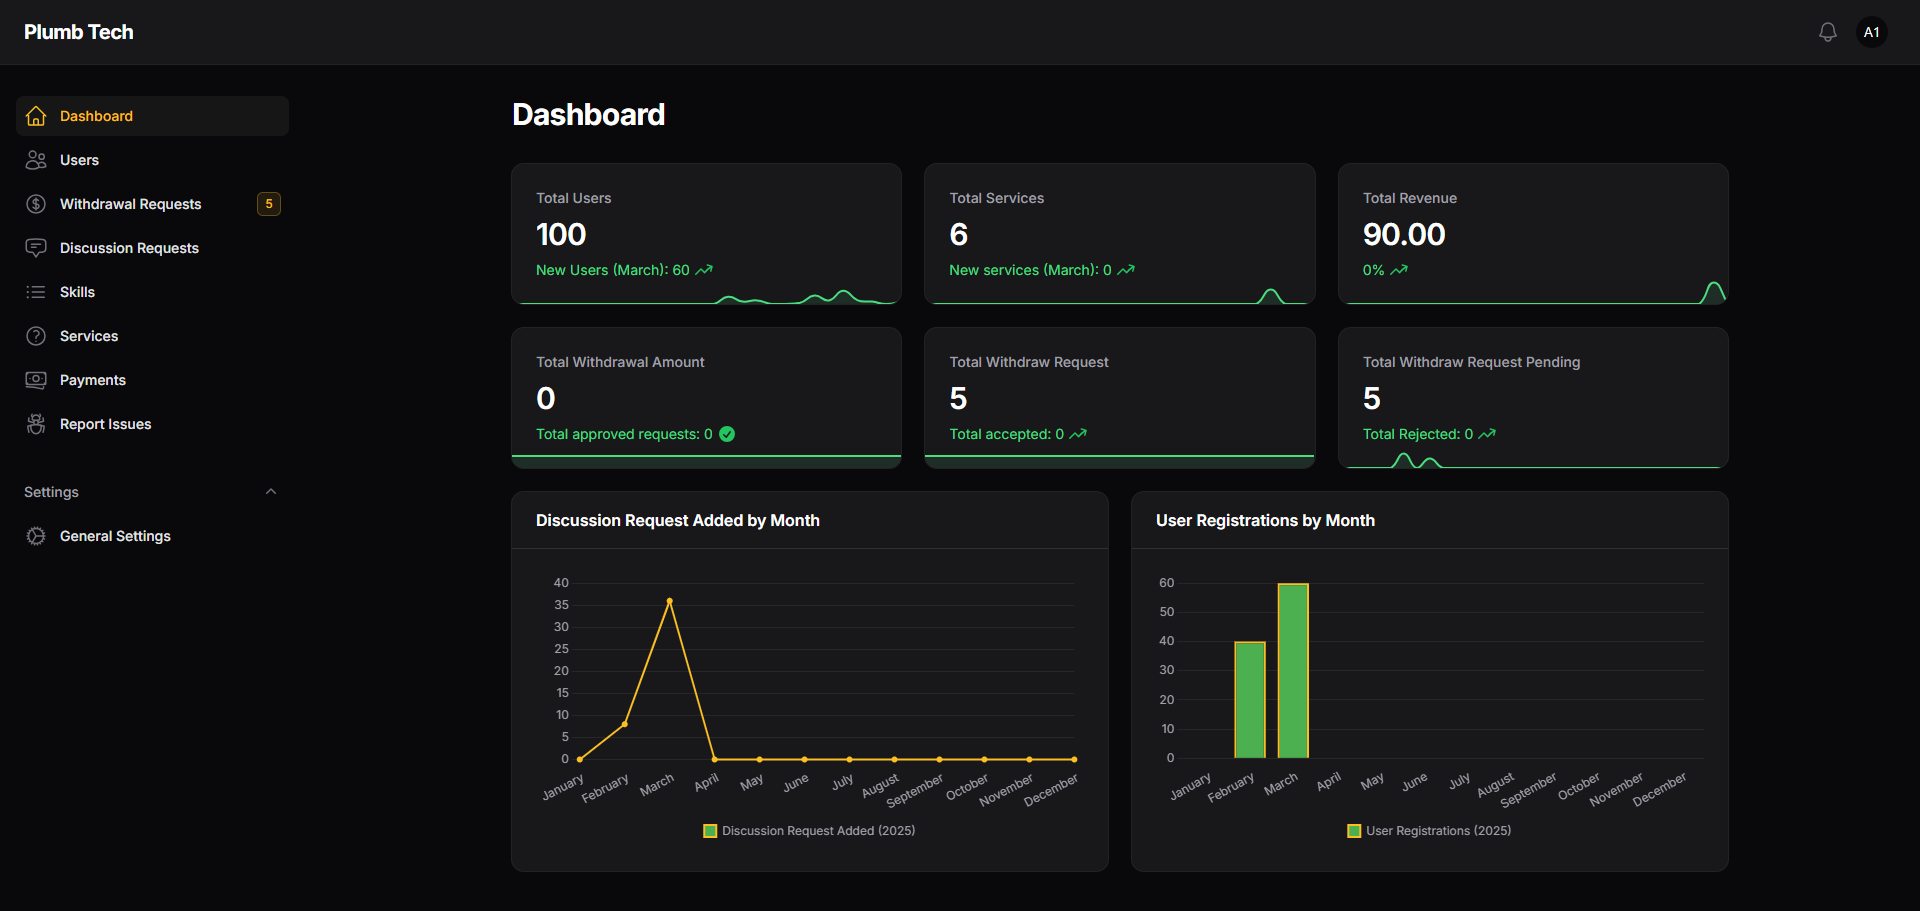 Plumb Tech
A1
Dashboard
Users
Withdrawal Requests 5
Discussion Requests
Skills
Services
Payments
Report Issues
Settings
General Settings
Dashboard
Total Users
100
New Users (March): 60
Total Services
6
New services (March): 0
Total Revenue
90.00
0%
Total Withdrawal Amount
0
Total approved requests: 0
Total Withdraw Request
5
Total accepted: 0
Total Withdraw Request Pending
5
Total Rejected: 0
Discussion Request Added by Month
40
35
30
25
20
15
10
5
0
January February March April May June July August September October November December
Discussion Request Added (2025)
User Registrations by Month
60
50
40
30
20
10
0
January February March April May June July August September October November December
User Registrations (2025)